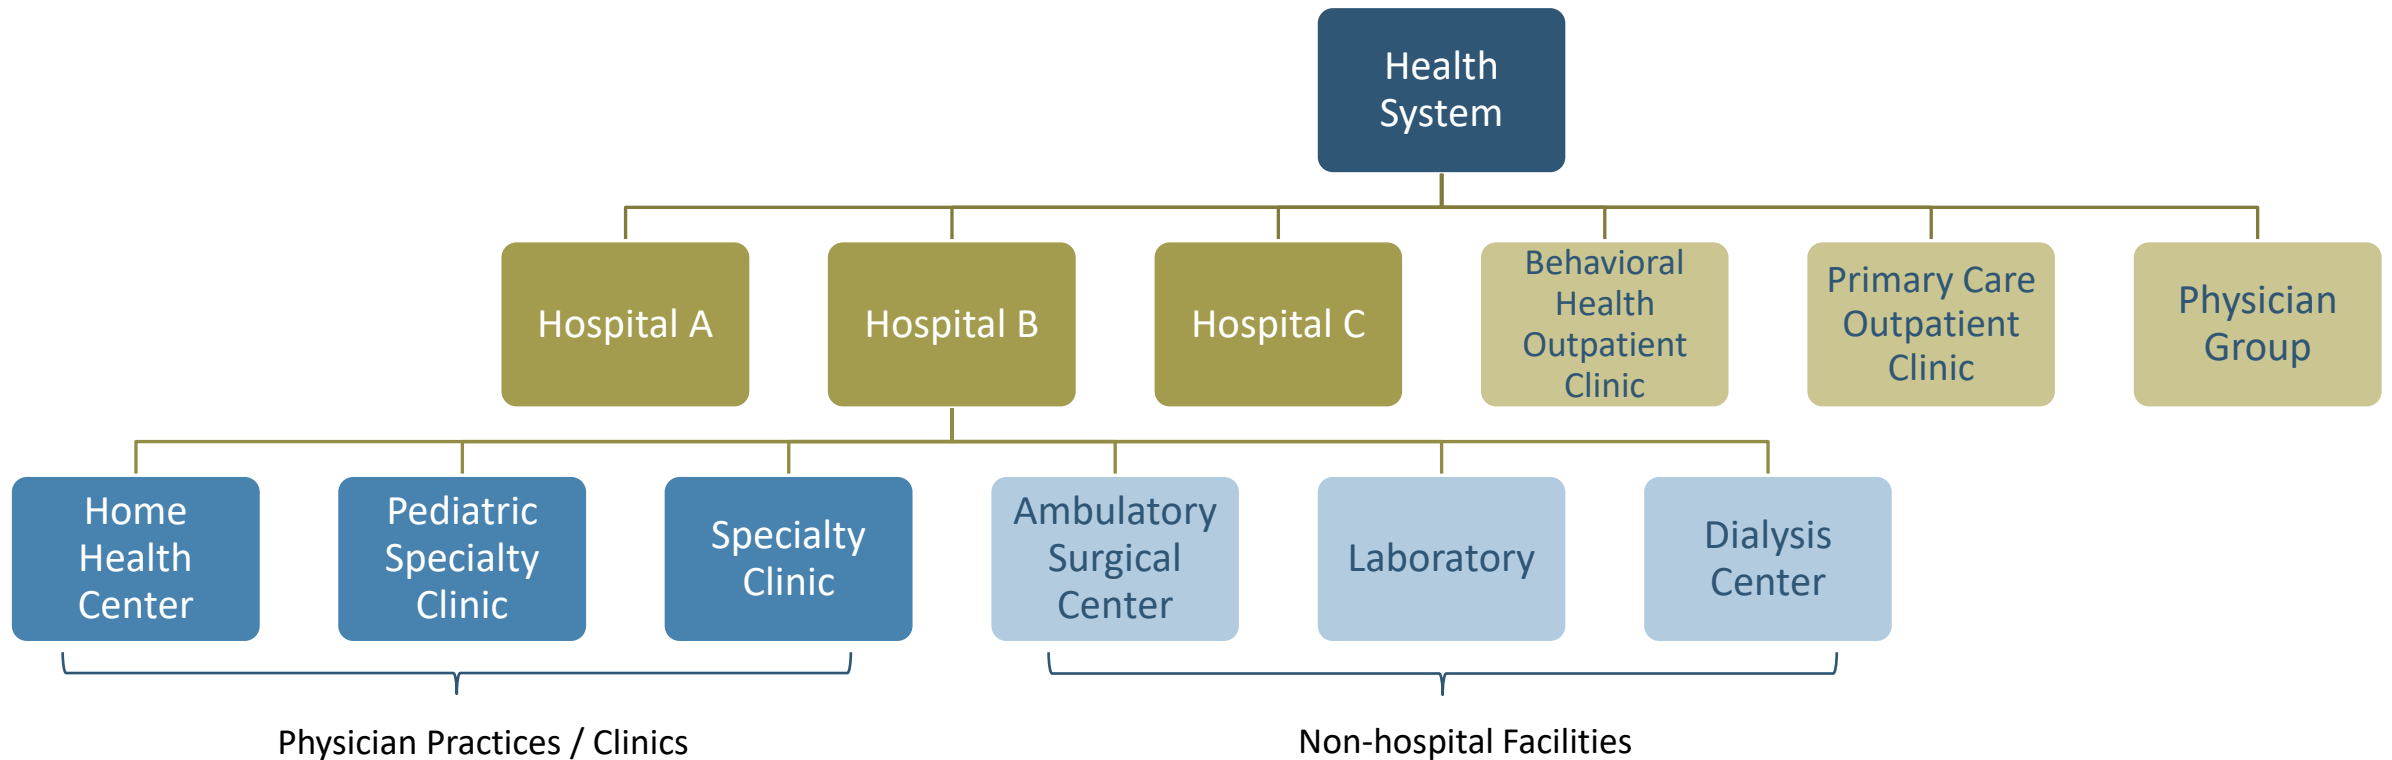 Health
System
Hospital A
Hospital B
Hospital C
Behavioral
Health
Outpatient
Clinic
Primary Care
Outpatient
Clinic
Physician
Group
Home
Health
Center
Pediatric
Specialty
Clinic
Specialty
Clinic
Ambulatory
Surgical
Center
Laboratory
Dialysis
Center
Physician Practices / Clinics
Non-hospital Facilities